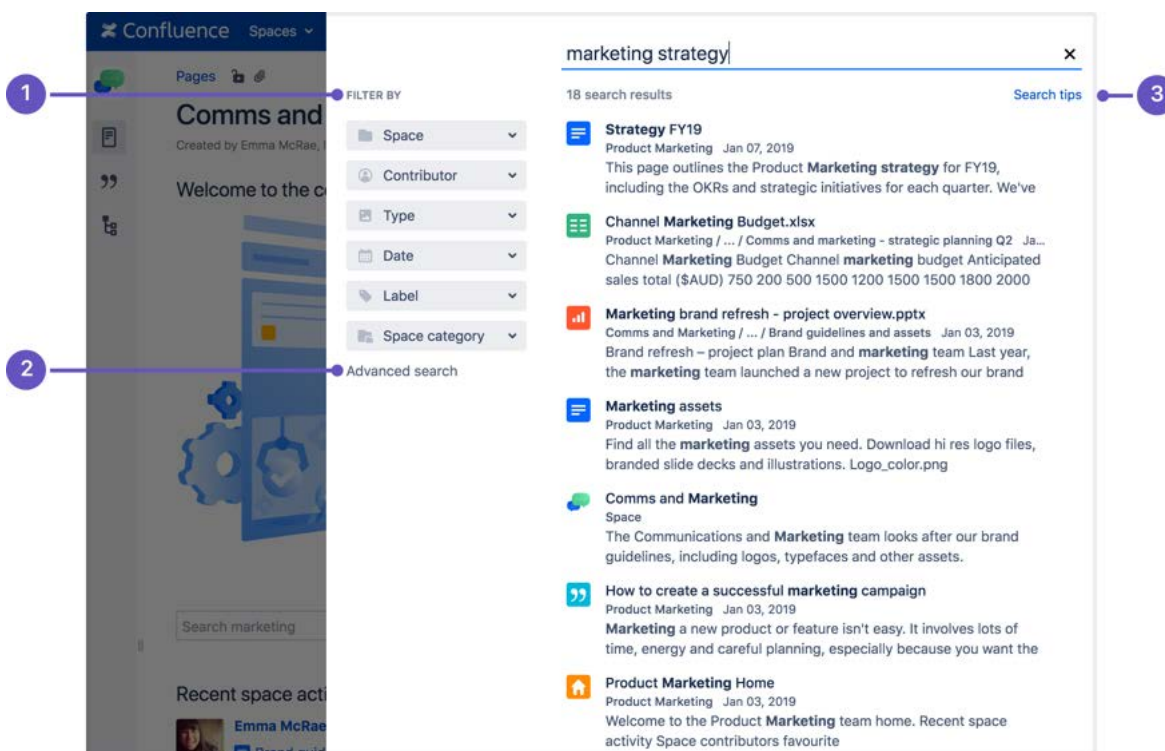 Confluence Spaces
Pages
Comms and
Created by Emma McRae,
Welcome to the c
Search marketing
Recent space acti
Emma McRae
1
FILTER BY
Space
Contributor
Type
Date
Label
Space category
2
Advanced search
marketing strategy
18 search results
Search tips
3
Strategy FY19
Product Marketing Jan 07, 2019
This page outlines the Product Marketing strategy for FY19,
including the OKRs and strategic initiatives for each quarter. We've
Channel Marketing Budget.xlsx
Product Marketing / ... / Comms and marketing - strategic planning Q2 Ja...
Channel Marketing Budget Channel marketing budget Anticipated
sales total ($AUD) 750 200 500 1500 1200 1500 1500 1800 2000
Marketing brand refresh - project overview.pptx
Comms and Marketing / ... / Brand guidelines and assets Jan 03, 2019
Brand refresh – project plan Brand and marketing team Last year,
the marketing team launched a new project to refresh our brand
Marketing assets
Product Marketing Jan 03, 2019
Find all the marketing assets you need. Download hi res logo files,
branded slide decks and illustrations. Logo_color.png
Comms and Marketing
Space
The Communications and Marketing team looks after our brand
guidelines, including logos, typefaces and other assets.
How to create a successful marketing campaign
Product Marketing Jan 03, 2019
Marketing a new product or feature isn't easy. It involves lots of
time, energy and careful planning, especially because you want the
Product Marketing Home
Product Marketing Jan 03, 2019
Welcome to the Product Marketing team home. Recent space
activity Space contributors favourite